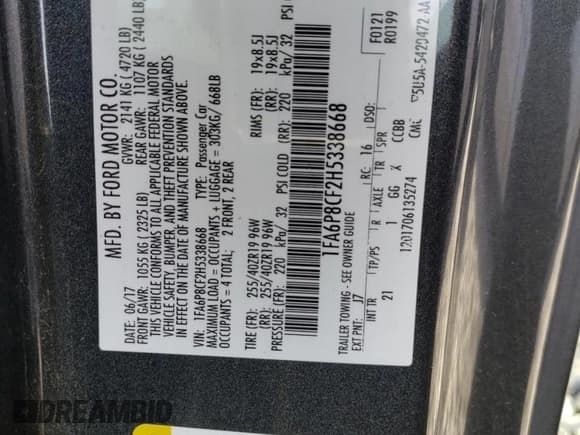 MFD. BY FORD MOTOR CO.
DATE: 06/17 GVWR: 2141 KG (4720 LB)
FRONT GAWR: 1055 KG (2325 LB) REAR GAWR: 1107 KG (2440 LB)
THIS VEHICLE CONFORMS TO ALL APPLICABLE FEDERAL MOTOR
VEHICLE SAFETY, BUMPER, AND THEFT PREVENTION STANDARDS
IN EFFECT ON THE DATE OF MANUFACTURE SHOWN ABOVE.
VIN: 1FA6P8CF2H5338668 TYPE: Passenger Car
MAXIMUM LOAD = OCCUPANTS + LUGGAGE = 303KG/ 668LB
OCCUPANTS = 4 TOTAL: 2 FRONT, 2 REAR
TIRE (FR): 255/40ZR19 96W RIMS (FR): 19x8.5J
(RR): 255/40ZR19 96W (RR): 19x8.5J
PRESSURE (FR): 220 kPa/ 32 PSI COLD (RR): 220 kPa/ 32 PSI
1FA6P8CF2H5338668
F0121
R0199
TRAILER TOWING - SEE OWNER GUIDE
EXT PNT: J7 RC: 16 DSO:
INT TR TP/PS R AXLE TR SPR
21 1 GG X CCBB
1201706135274 CMC
5U5A-5420472-AA
DREAMBID